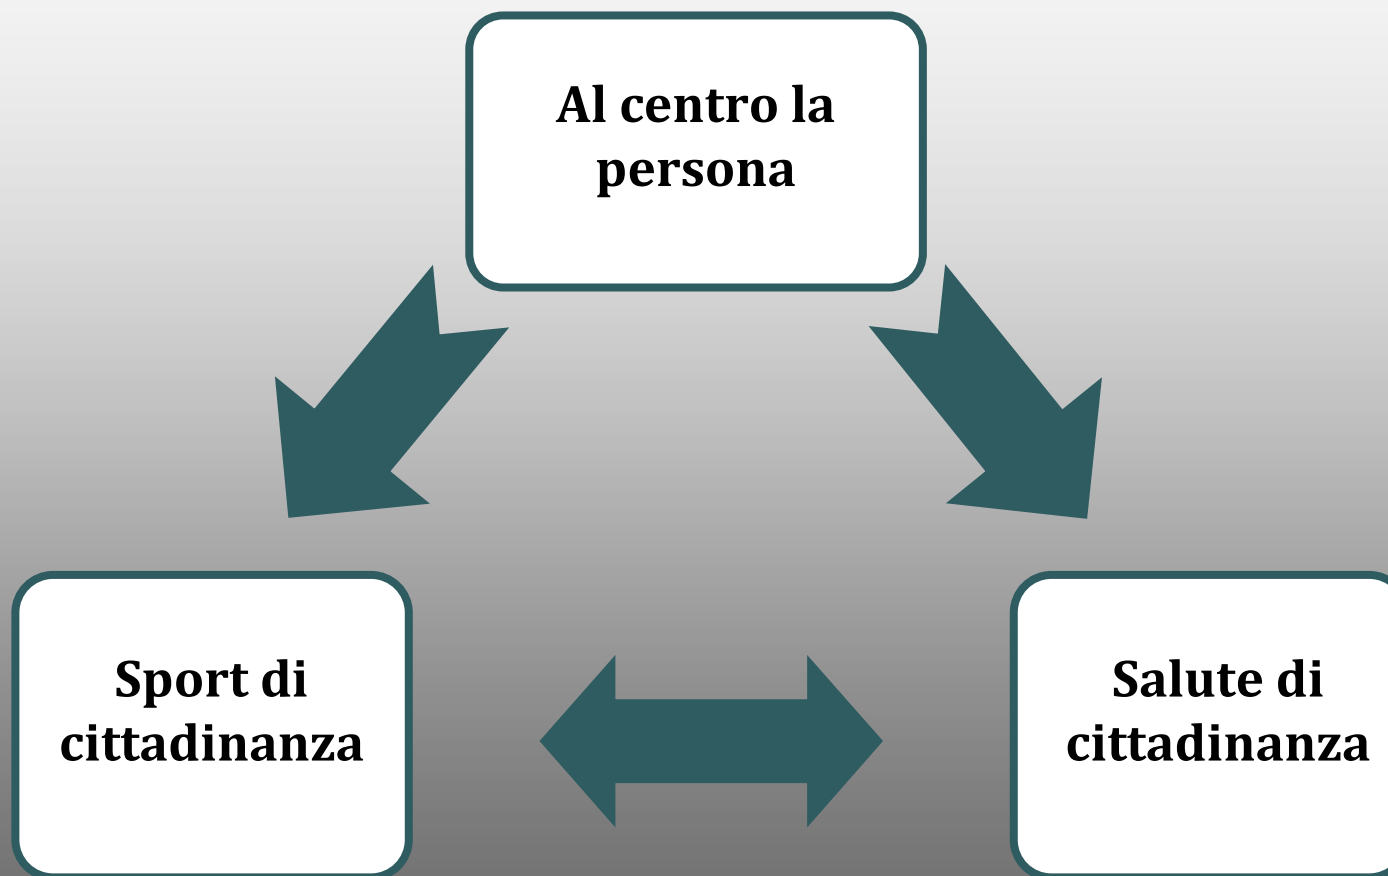 Al centro la
persona
Sport di
cittadinanza
Salute di
cittadinanza